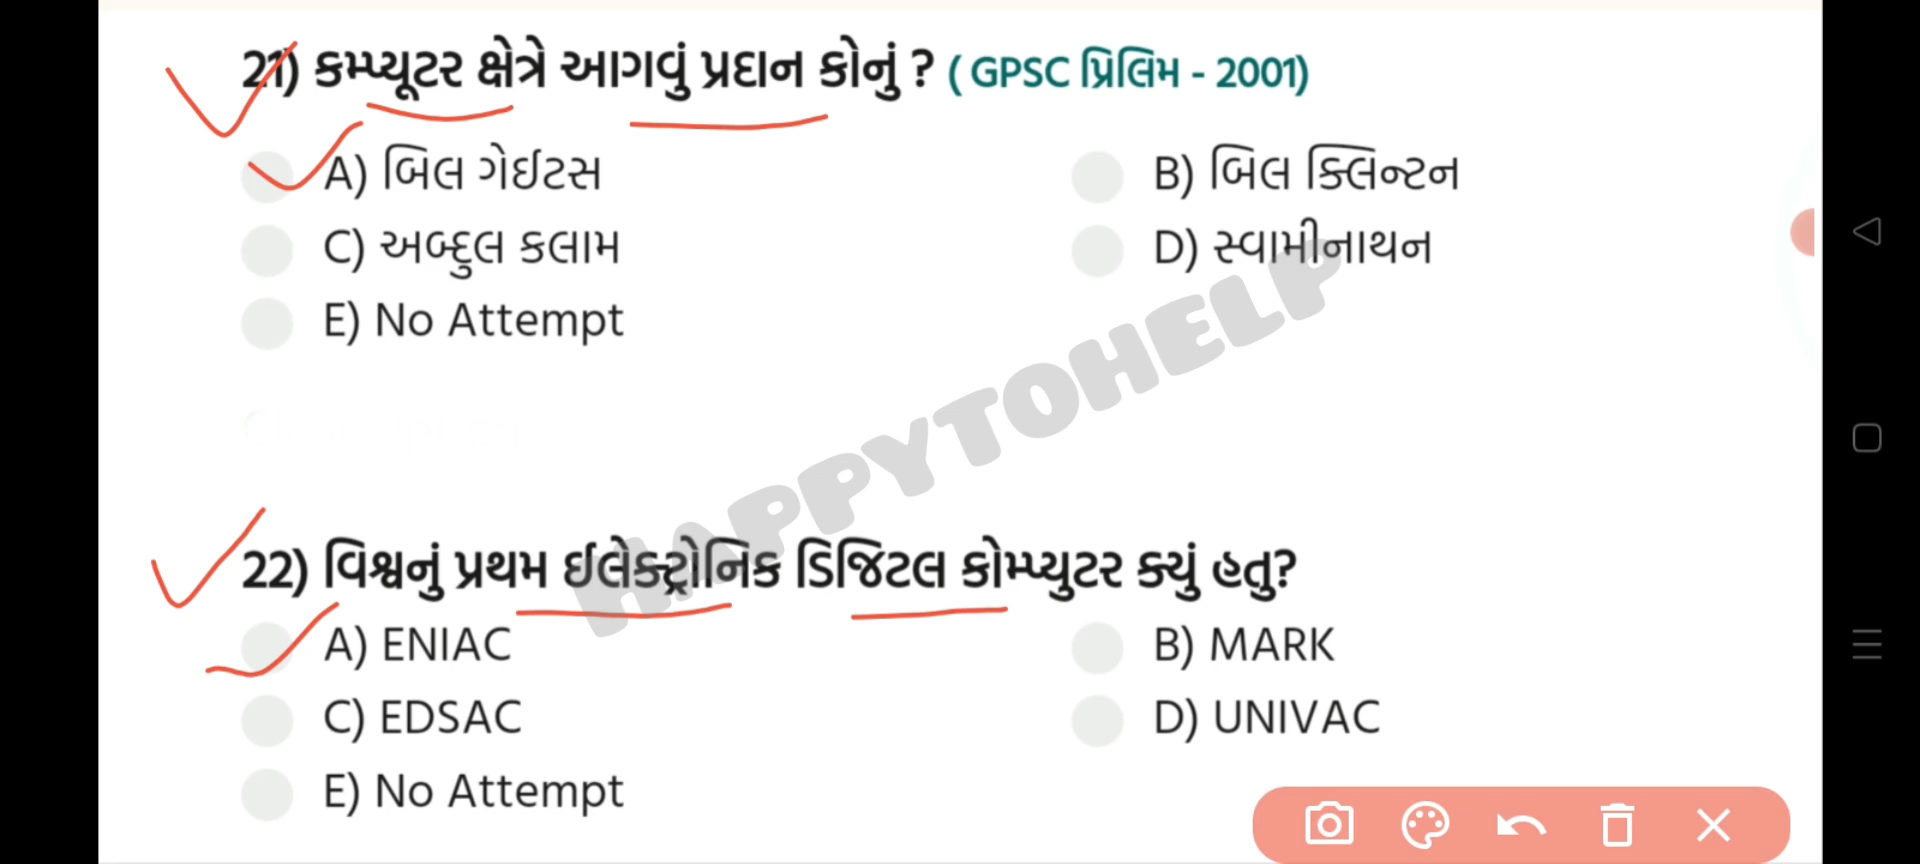 21) કમ્પ્યૂટર ક્ષેત્રે આગવું પ્રદાન કોનું ? ( GPSC પ્રિલિમ - 2001)
A) બિલ ગેઈટસ
B) બિલ ક્લિન્ટન
C) અબ્દુલ કલામ
D) સ્વામીનાથન
E) No Attempt
HAPPYTOHELP
22) વિશ્વનું પ્રથમ ઈલેક્ટ્રોનિક ડિજિટલ કોમ્પ્યુટર ક્યું હતુ?
A) ENIAC
B) MARK
C) EDSAC
D) UNIVAC
E) No Attempt